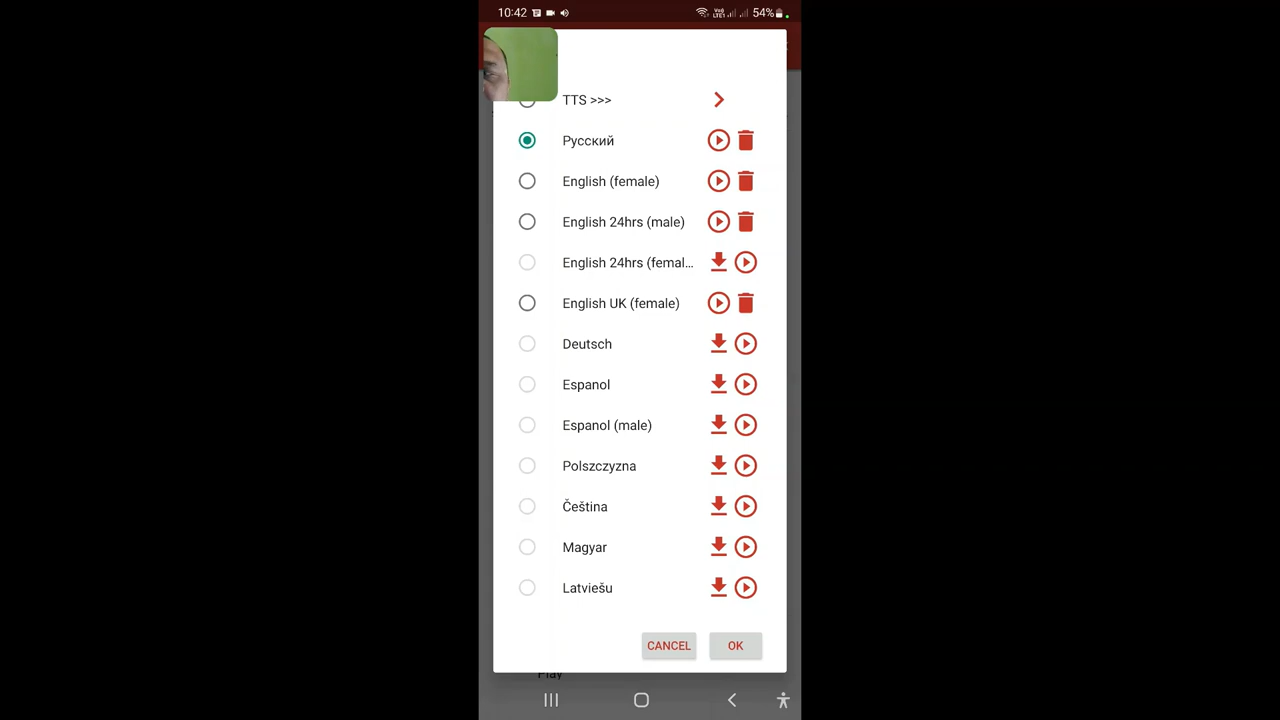 10:42 54%
TTS >>>
Русский
English (female)
English 24hrs (male)
English 24hrs (femal...
English UK (female)
Deutsch
Espanol
Espanol (male)
Polszczyzna
Čeština
Magyar
Latviešu
CANCEL OK
Play